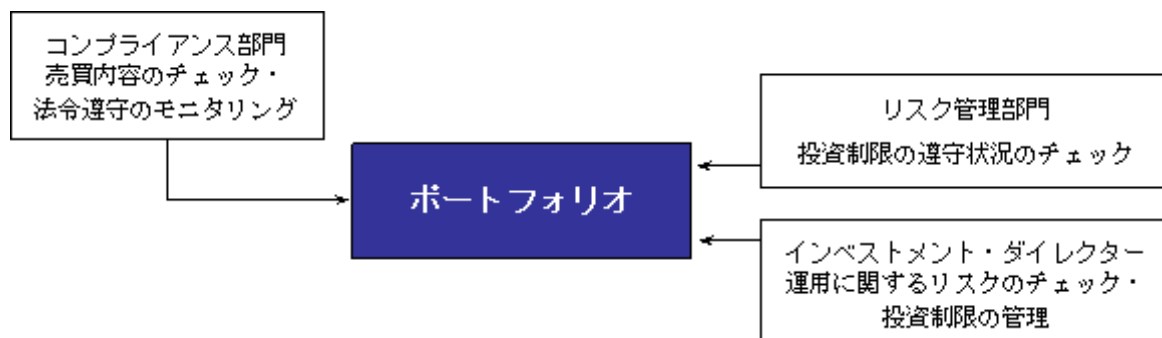 コンプライアンス部門
売買内容のチェック・
法令遵守のモニタリング
ポートフォリオ
リスク管理部門
投資制限の遵守状況のチェック
インベストメント・ダイレクター
運用に関するリスクのチェック・
投資制限の管理